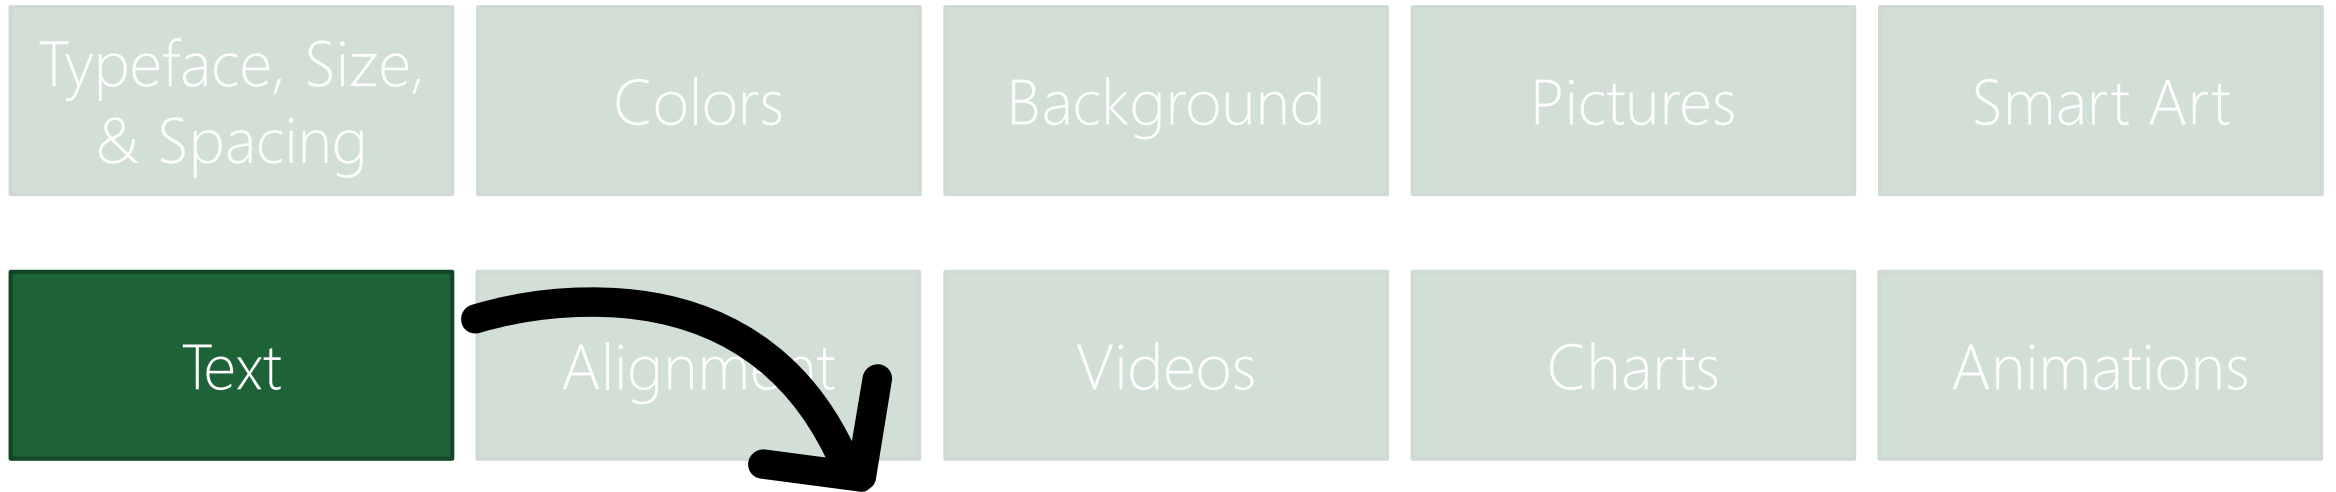 Typeface, Size,
& Spacing
Colors
Background
Pictures
Smart Art
Text
Alignment
Videos
Charts
Animations